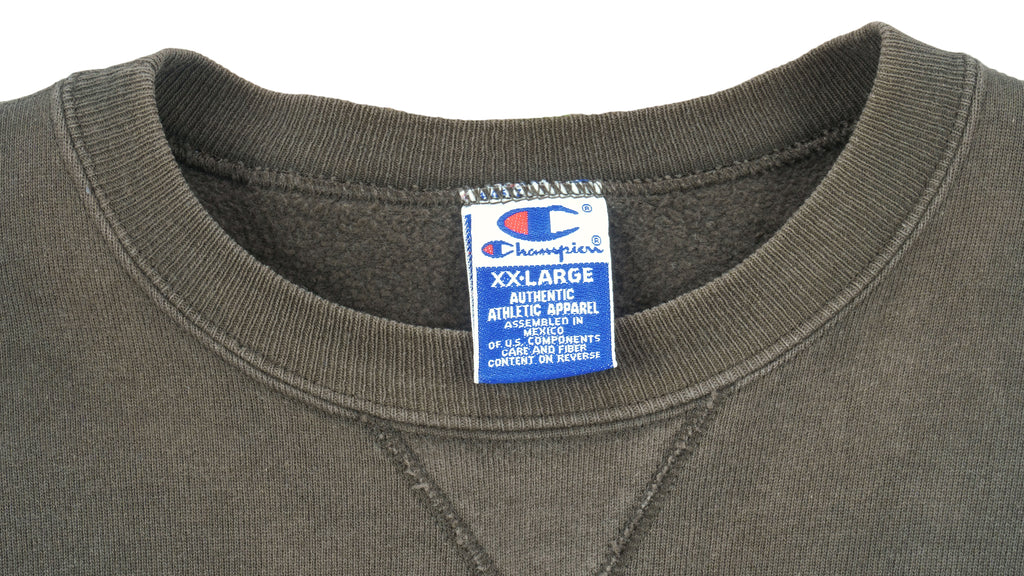 C®
Champion®
XX•LARGE
AUTHENTIC
ATHLETIC APPAREL
ASSEMBLED IN
MEXICO
OF U.S. COMPONENTS
CARE AND FIBER
CONTENT ON REVERSE